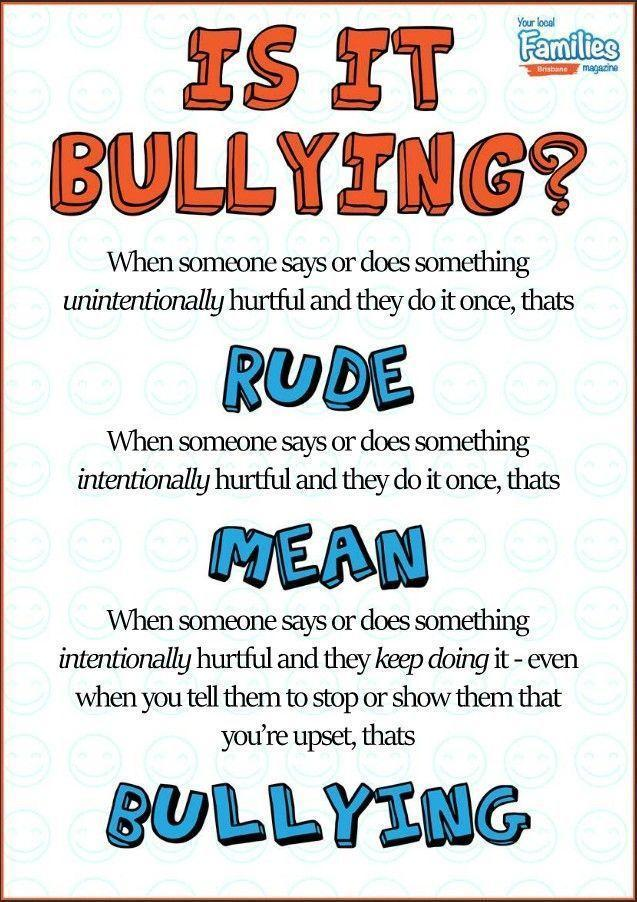 Your local
Families
Brisbane
magazine
IS IT
BULLYING?
When someone says or does something
unintentionally hurtful and they do it once, thats
RUDE
When someone says or does something
intentionally hurtful and they do it once, thats
MEAN
When someone says or does something
intentionally hurtful and they keep doing it - even
when you tell them to stop or show them that
you’re upset, thats
BULLYING